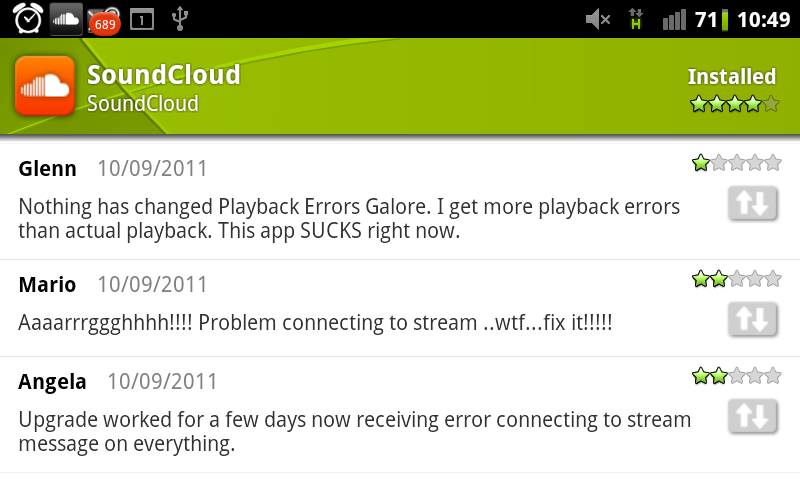 689
1
H
71
10:49
SoundCloud
SoundCloud
Installed
Glenn 10/09/2011
Nothing has changed Playback Errors Galore. I get more playback errors
than actual playback. This app SUCKS right now.
Mario 10/09/2011
Aaaarrrggghhhh!!!! Problem connecting to stream ..wtf...fix it!!!!!
Angela 10/09/2011
Upgrade worked for a few days now receiving error connecting to stream
message on everything.